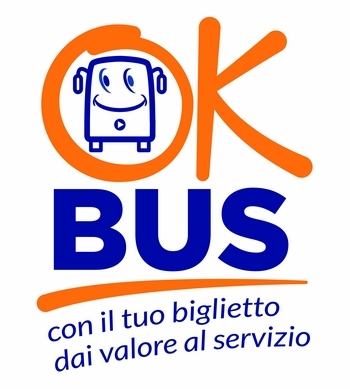 OK
BUS
con il tuo biglietto
dai valore al servizio